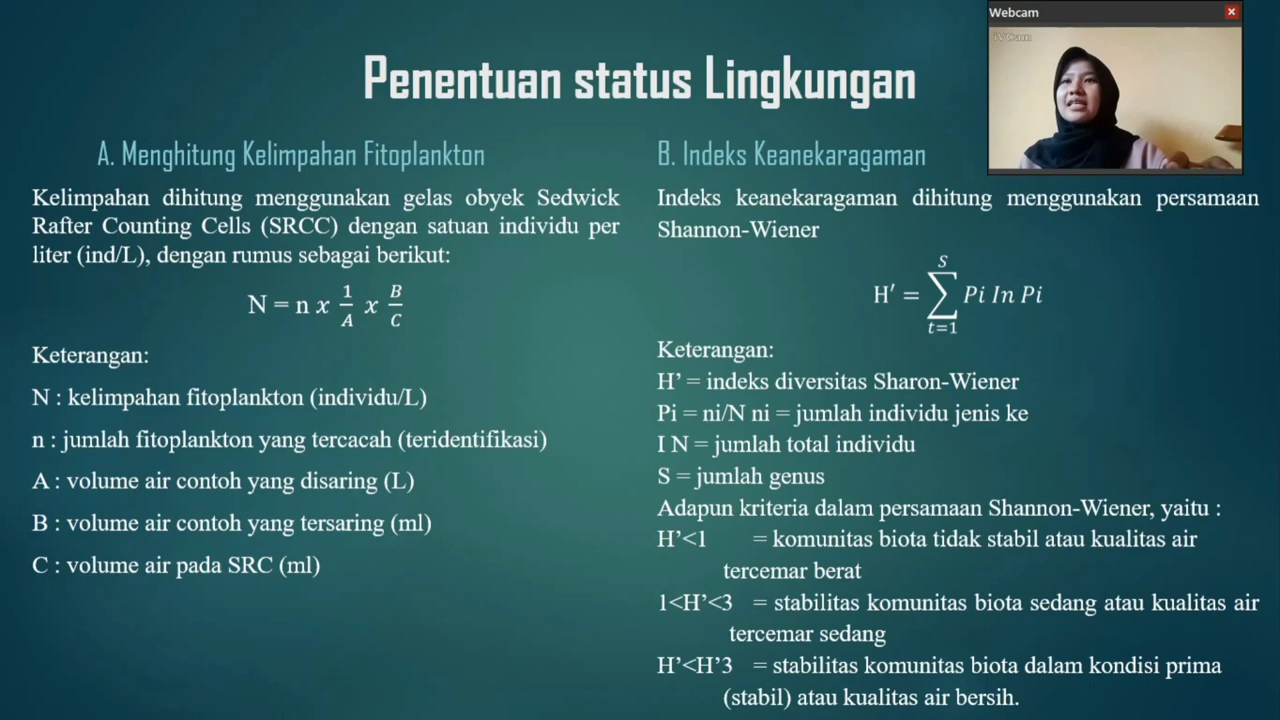 Webcam
iVCam
Penentuan status Lingkungan
A. Menghitung Kelimpahan Fitoplankton
Kelimpahan dihitung menggunakan gelas obyek Sedwick
Rafter Counting Cells (SRCC) dengan satuan individu per
liter (ind/L), dengan rumus sebagai berikut:
N = n x 1/A x B/C
Keterangan:
N : kelimpahan fitoplankton (individu/L)
n : jumlah fitoplankton yang tercacah (teridentifikasi)
A : volume air contoh yang disaring (L)
B : volume air contoh yang tersaring (ml)
C : volume air pada SRC (ml)
B. Indeks Keanekaragaman
Indeks keanekaragaman dihitung menggunakan persamaan
Shannon-Wiener
S
H′ = ∑ Pi In Pi
t=1
Keterangan:
H’ = indeks diversitas Sharon-Wiener
Pi = ni/N ni = jumlah individu jenis ke
I N = jumlah total individu
S = jumlah genus
Adapun kriteria dalam persamaan Shannon-Wiener, yaitu :
H’<1 = komunitas biota tidak stabil atau kualitas air
tercemar berat
1<H’<3 = stabilitas komunitas biota sedang atau kualitas air
tercemar sedang
H’<H’3 = stabilitas komunitas biota dalam kondisi prima
(stabil) atau kualitas air bersih.